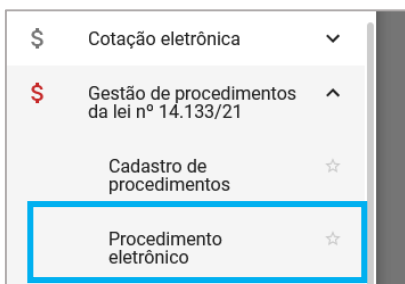 $ Cotação eletrônica
$ Gestão de procedimentos
da lei nº 14.133/21
Cadastro de
procedimentos
Procedimento
eletrônico